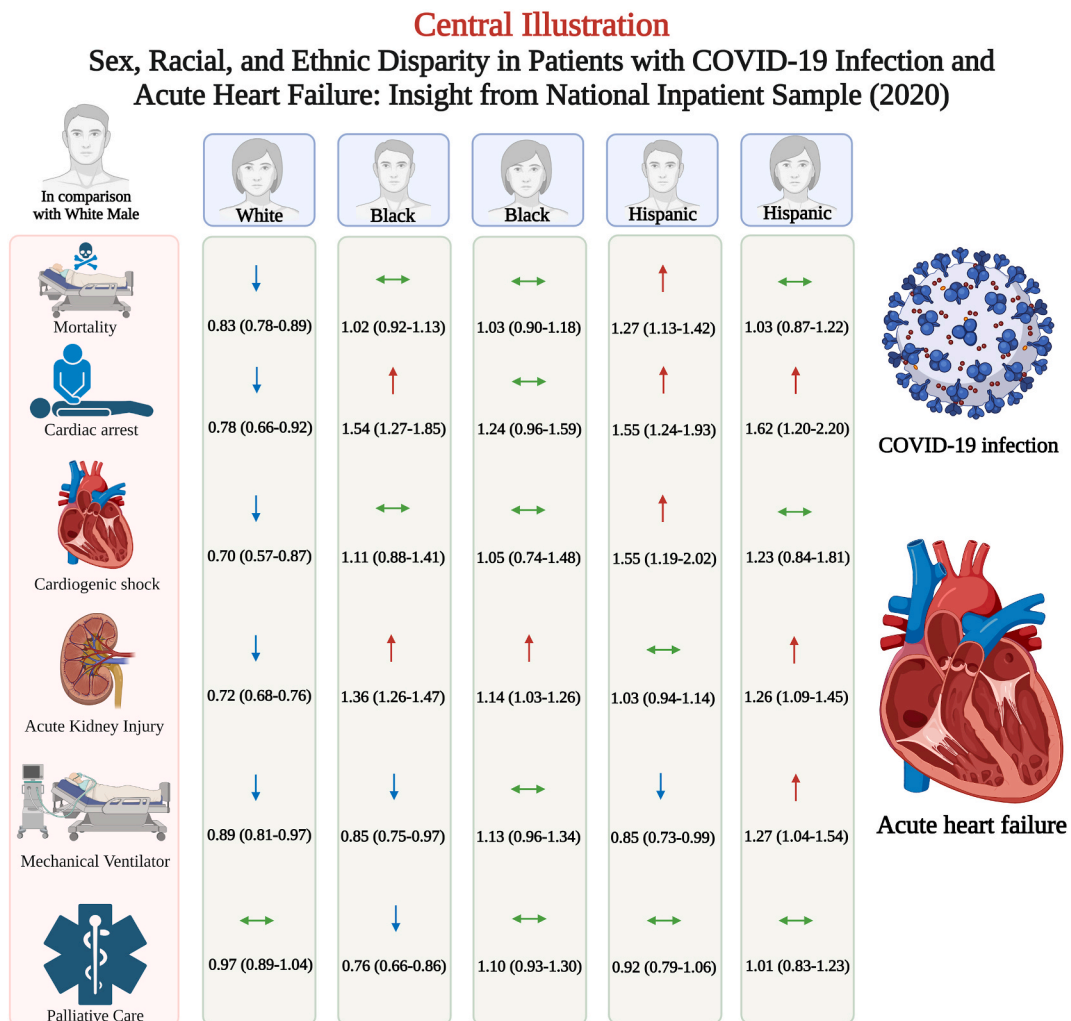 Central Illustration
Sex, Racial, and Ethnic Disparity in Patients with COVID-19 Infection and
Acute Heart Failure: Insight from National Inpatient Sample (2020)
In comparison
with White Male
White
Black
Black
Hispanic
Hispanic
Mortality
0.83 (0.78-0.89)
1.02 (0.92-1.13)
1.03 (0.90-1.18)
1.27 (1.13-1.42)
1.03 (0.87-1.22)
Cardiac arrest
0.78 (0.66-0.92)
1.54 (1.27-1.85)
1.24 (0.96-1.59)
1.55 (1.24-1.93)
1.62 (1.20-2.20)
COVID-19 infection
Cardiogenic shock
0.70 (0.57-0.87)
1.11 (0.88-1.41)
1.05 (0.74-1.48)
1.55 (1.19-2.02)
1.23 (0.84-1.81)
Acute Kidney Injury
0.72 (0.68-0.76)
1.36 (1.26-1.47)
1.14 (1.03-1.26)
1.03 (0.94-1.14)
1.26 (1.09-1.45)
Mechanical Ventilator
0.89 (0.81-0.97)
0.85 (0.75-0.97)
1.13 (0.96-1.34)
0.85 (0.73-0.99)
1.27 (1.04-1.54)
Acute heart failure
Palliative Care
0.97 (0.89-1.04)
0.76 (0.66-0.86)
1.10 (0.93-1.30)
0.92 (0.79-1.06)
1.01 (0.83-1.23)